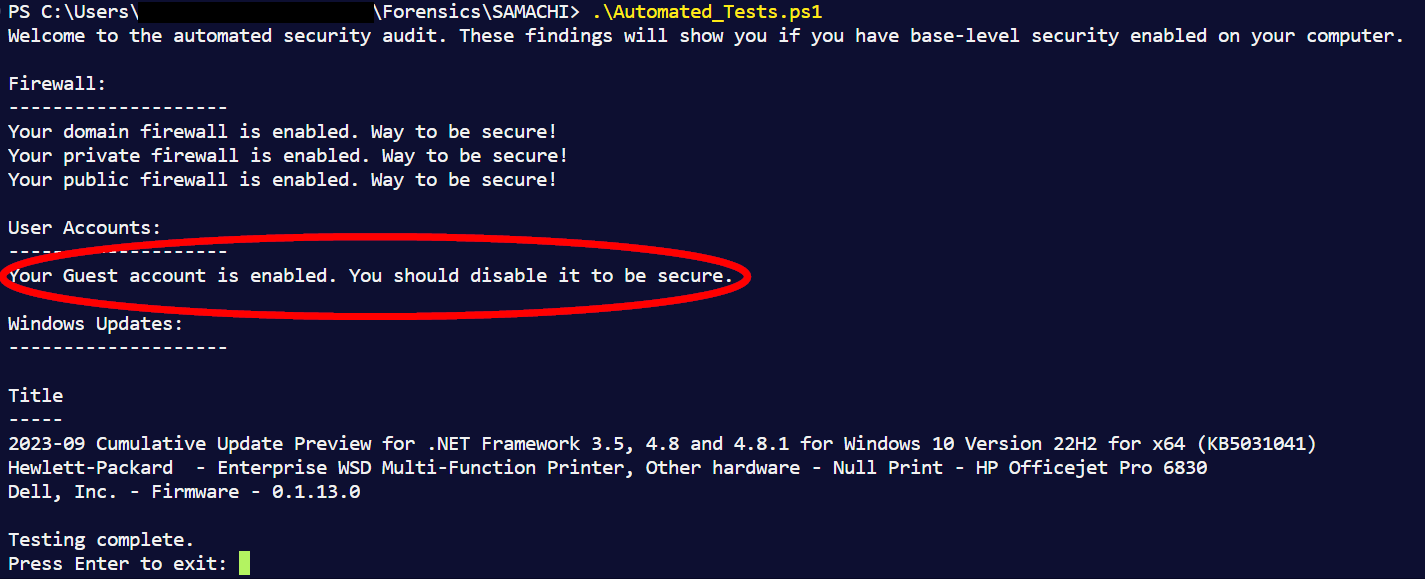 PS C:\Users\ \Forensics\SAMACHI> .\Automated_Tests.ps1
Welcome to the automated security audit. These findings will show you if you have base-level security enabled on your computer.
Firewall:
--------------------
Your domain firewall is enabled. Way to be secure!
Your private firewall is enabled. Way to be secure!
Your public firewall is enabled. Way to be secure!
User Accounts:
--------------------
Your Guest account is enabled. You should disable it to be secure.
Windows Updates:
--------------------
Title
-----
2023-09 Cumulative Update Preview for .NET Framework 3.5, 4.8 and 4.8.1 for Windows 10 Version 22H2 for x64 (KB5031041)
Hewlett-Packard  - Enterprise WSD Multi-Function Printer, Other hardware - Null Print - HP Officejet Pro 6830
Dell, Inc. - Firmware - 0.1.13.0
Testing complete.
Press Enter to exit: